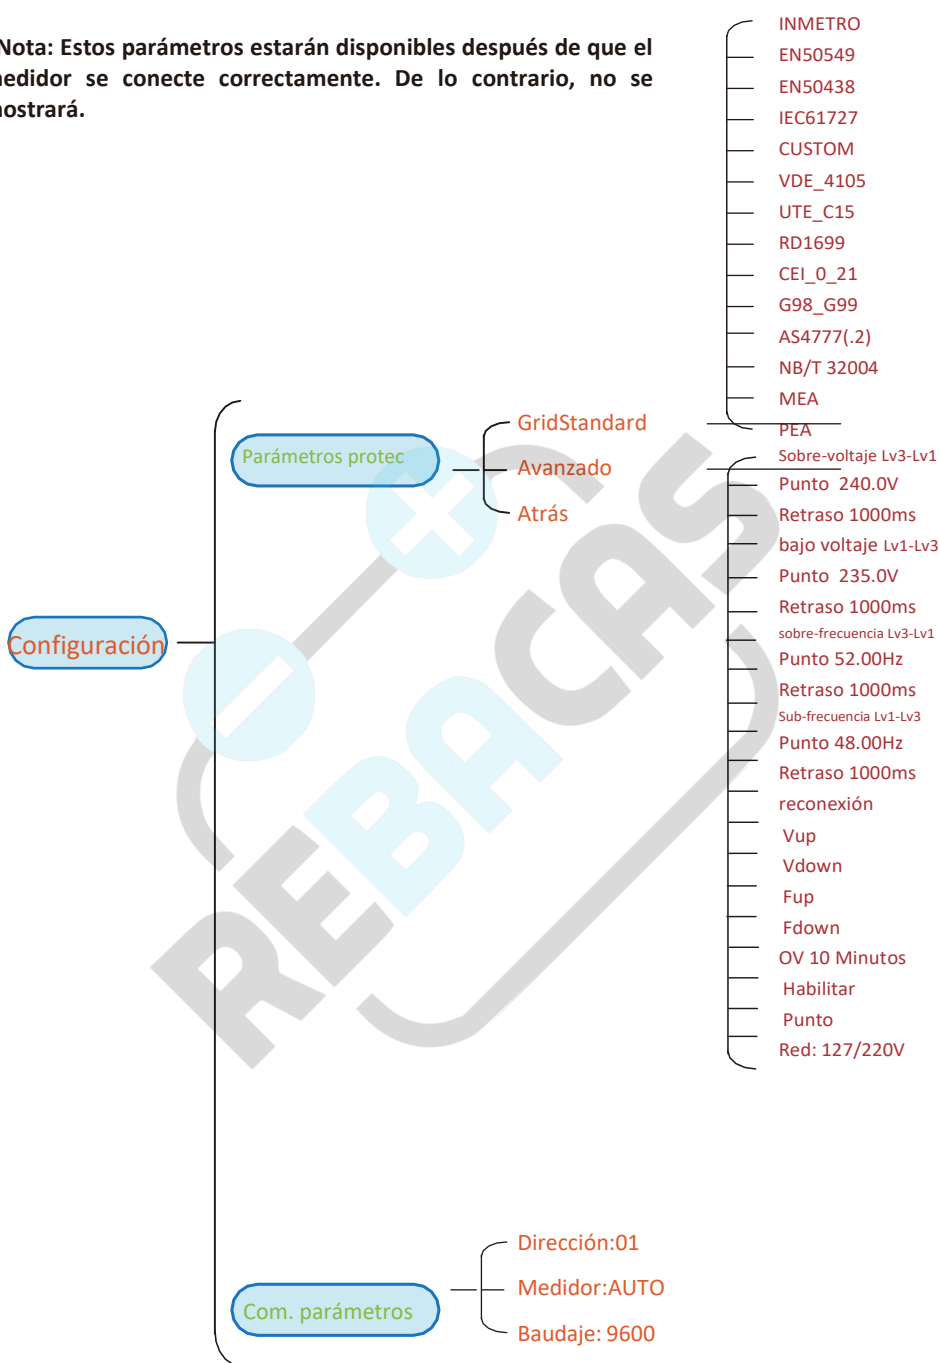 Nota: Estos parámetros estarán disponibles después de que el
medidor se conecte correctamente. De lo contrario, no se
mostrará.
INMETRO
EN50549
EN50438
IEC61727
CUSTOM
VDE_4105
UTE_C15
RD1699
CEI_0_21
G98_G99
AS4777(.2)
NB/T 32004
MEA
PEA
Configuración
Parámetros protec
GridStandard
Avanzado
Atrás
Sobre-voltaje Lv3-Lv1
Punto 240.0V
Retraso 1000ms
bajo voltaje Lv1-Lv3
Punto 235.0V
Retraso 1000ms
sobre-frecuencia Lv3-Lv1
Punto 52.00Hz
Retraso 1000ms
Sub-frecuencia Lv1-Lv3
Punto 48.00Hz
Retraso 1000ms
reconexión
Vup
Vdown
Fup
Fdown
OV 10 Minutos
Habilitar
Punto
Red: 127/220V
Com. parámetros
Dirección:01
Medidor:AUTO
Baudaje: 9600
REBACAS